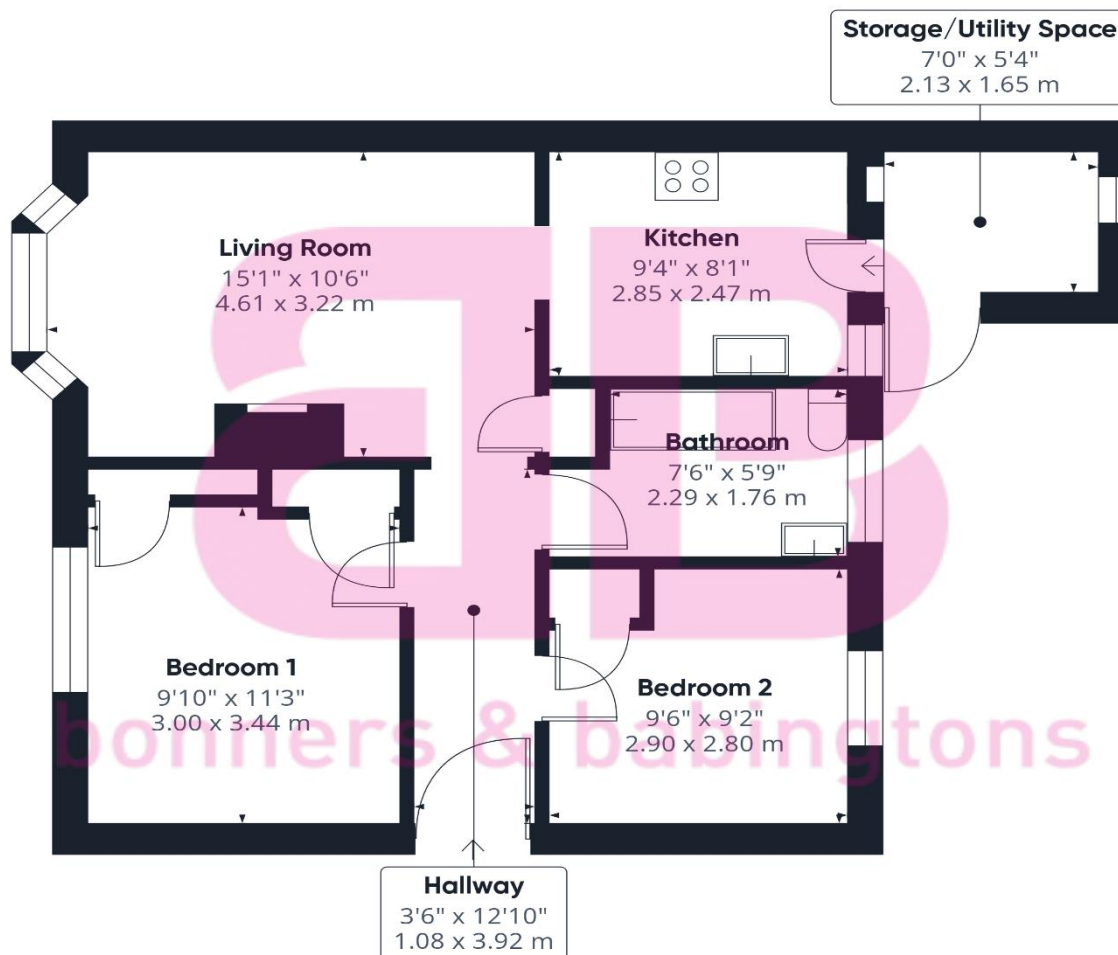 Storage/Utility Space
7'0" x 5'4"
2.13 x 1.65 m
Living Room
15'1" x 10'6"
4.61 x 3.22 m
Kitchen
9'4" x 8'1"
2.85 x 2.47 m
Bathroom
7'6" x 5'9"
2.29 x 1.76 m
Bedroom 1
9'10" x 11'3"
3.00 x 3.44 m
Bedroom 2
9'6" x 9'2"
2.90 x 2.80 m
bonners & babingtons
Hallway
3'6" x 12'10"
1.08 x 3.92 m